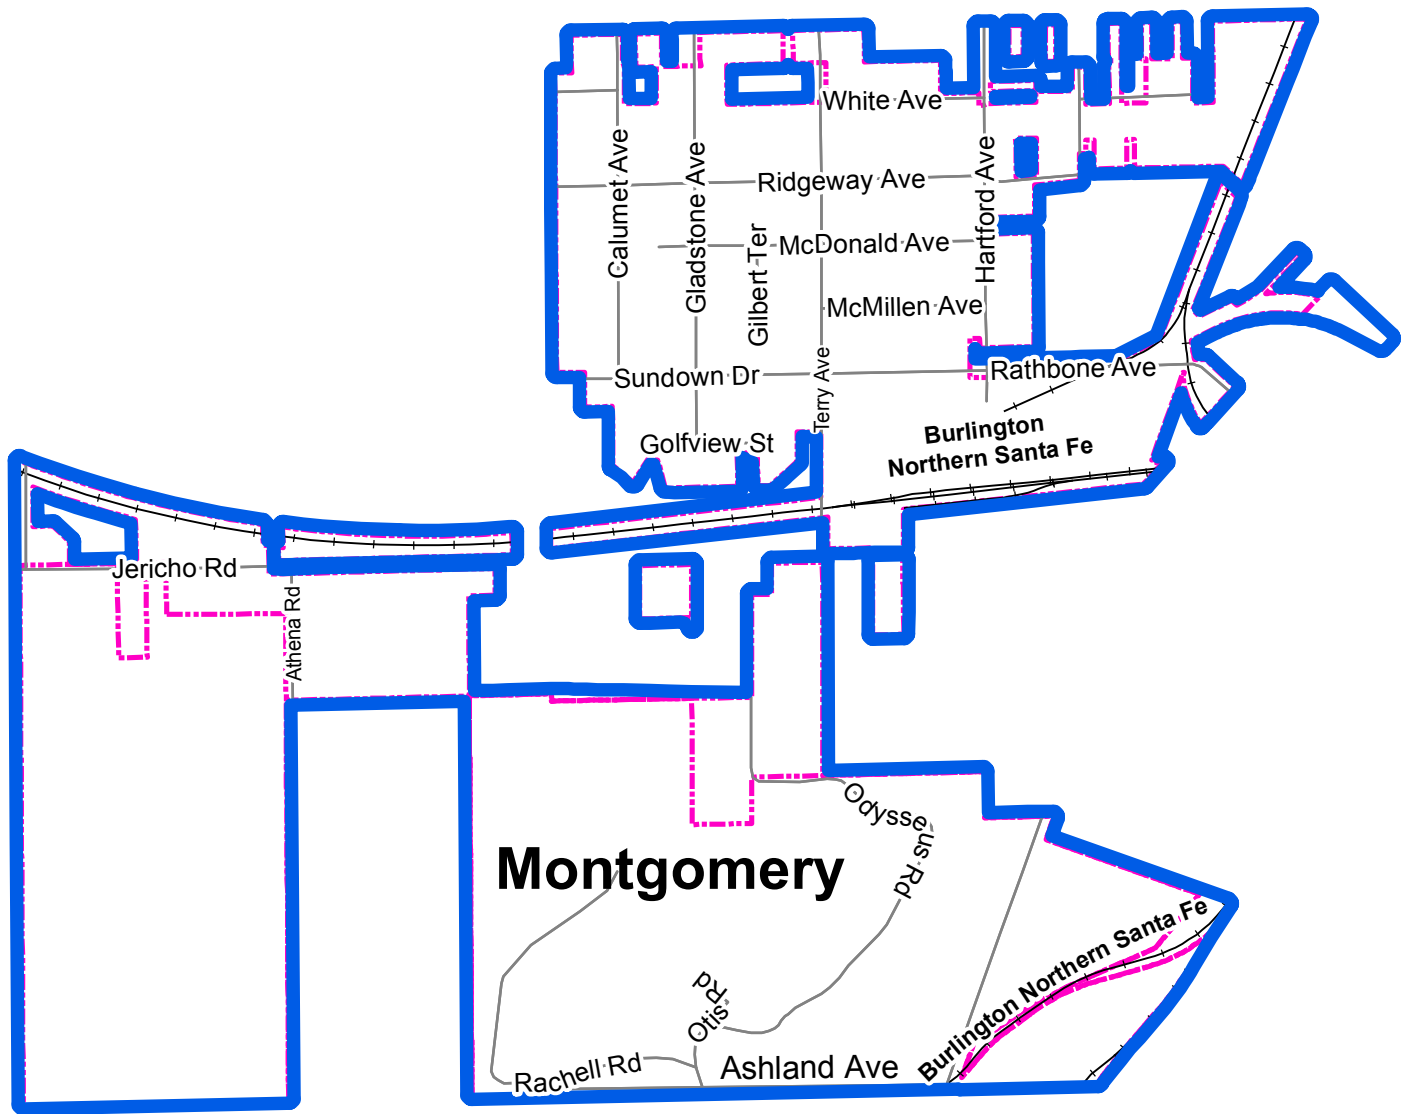 White Ave
Calumet Ave
Gladstone Ave
Hartford Ave
Ridgeway Ave
Gilbert Ter
McDonald Ave
McMillen Ave
Sundown Dr
Terry Ave
Rathbone Ave
Golfview St
Burlington
Northern Santa Fe
Jericho Rd
Athena Rd
Odysseus Rd
Montgomery
Burlington Northern Santa Fe
Otis Rd
Rachell Rd
Ashland Ave